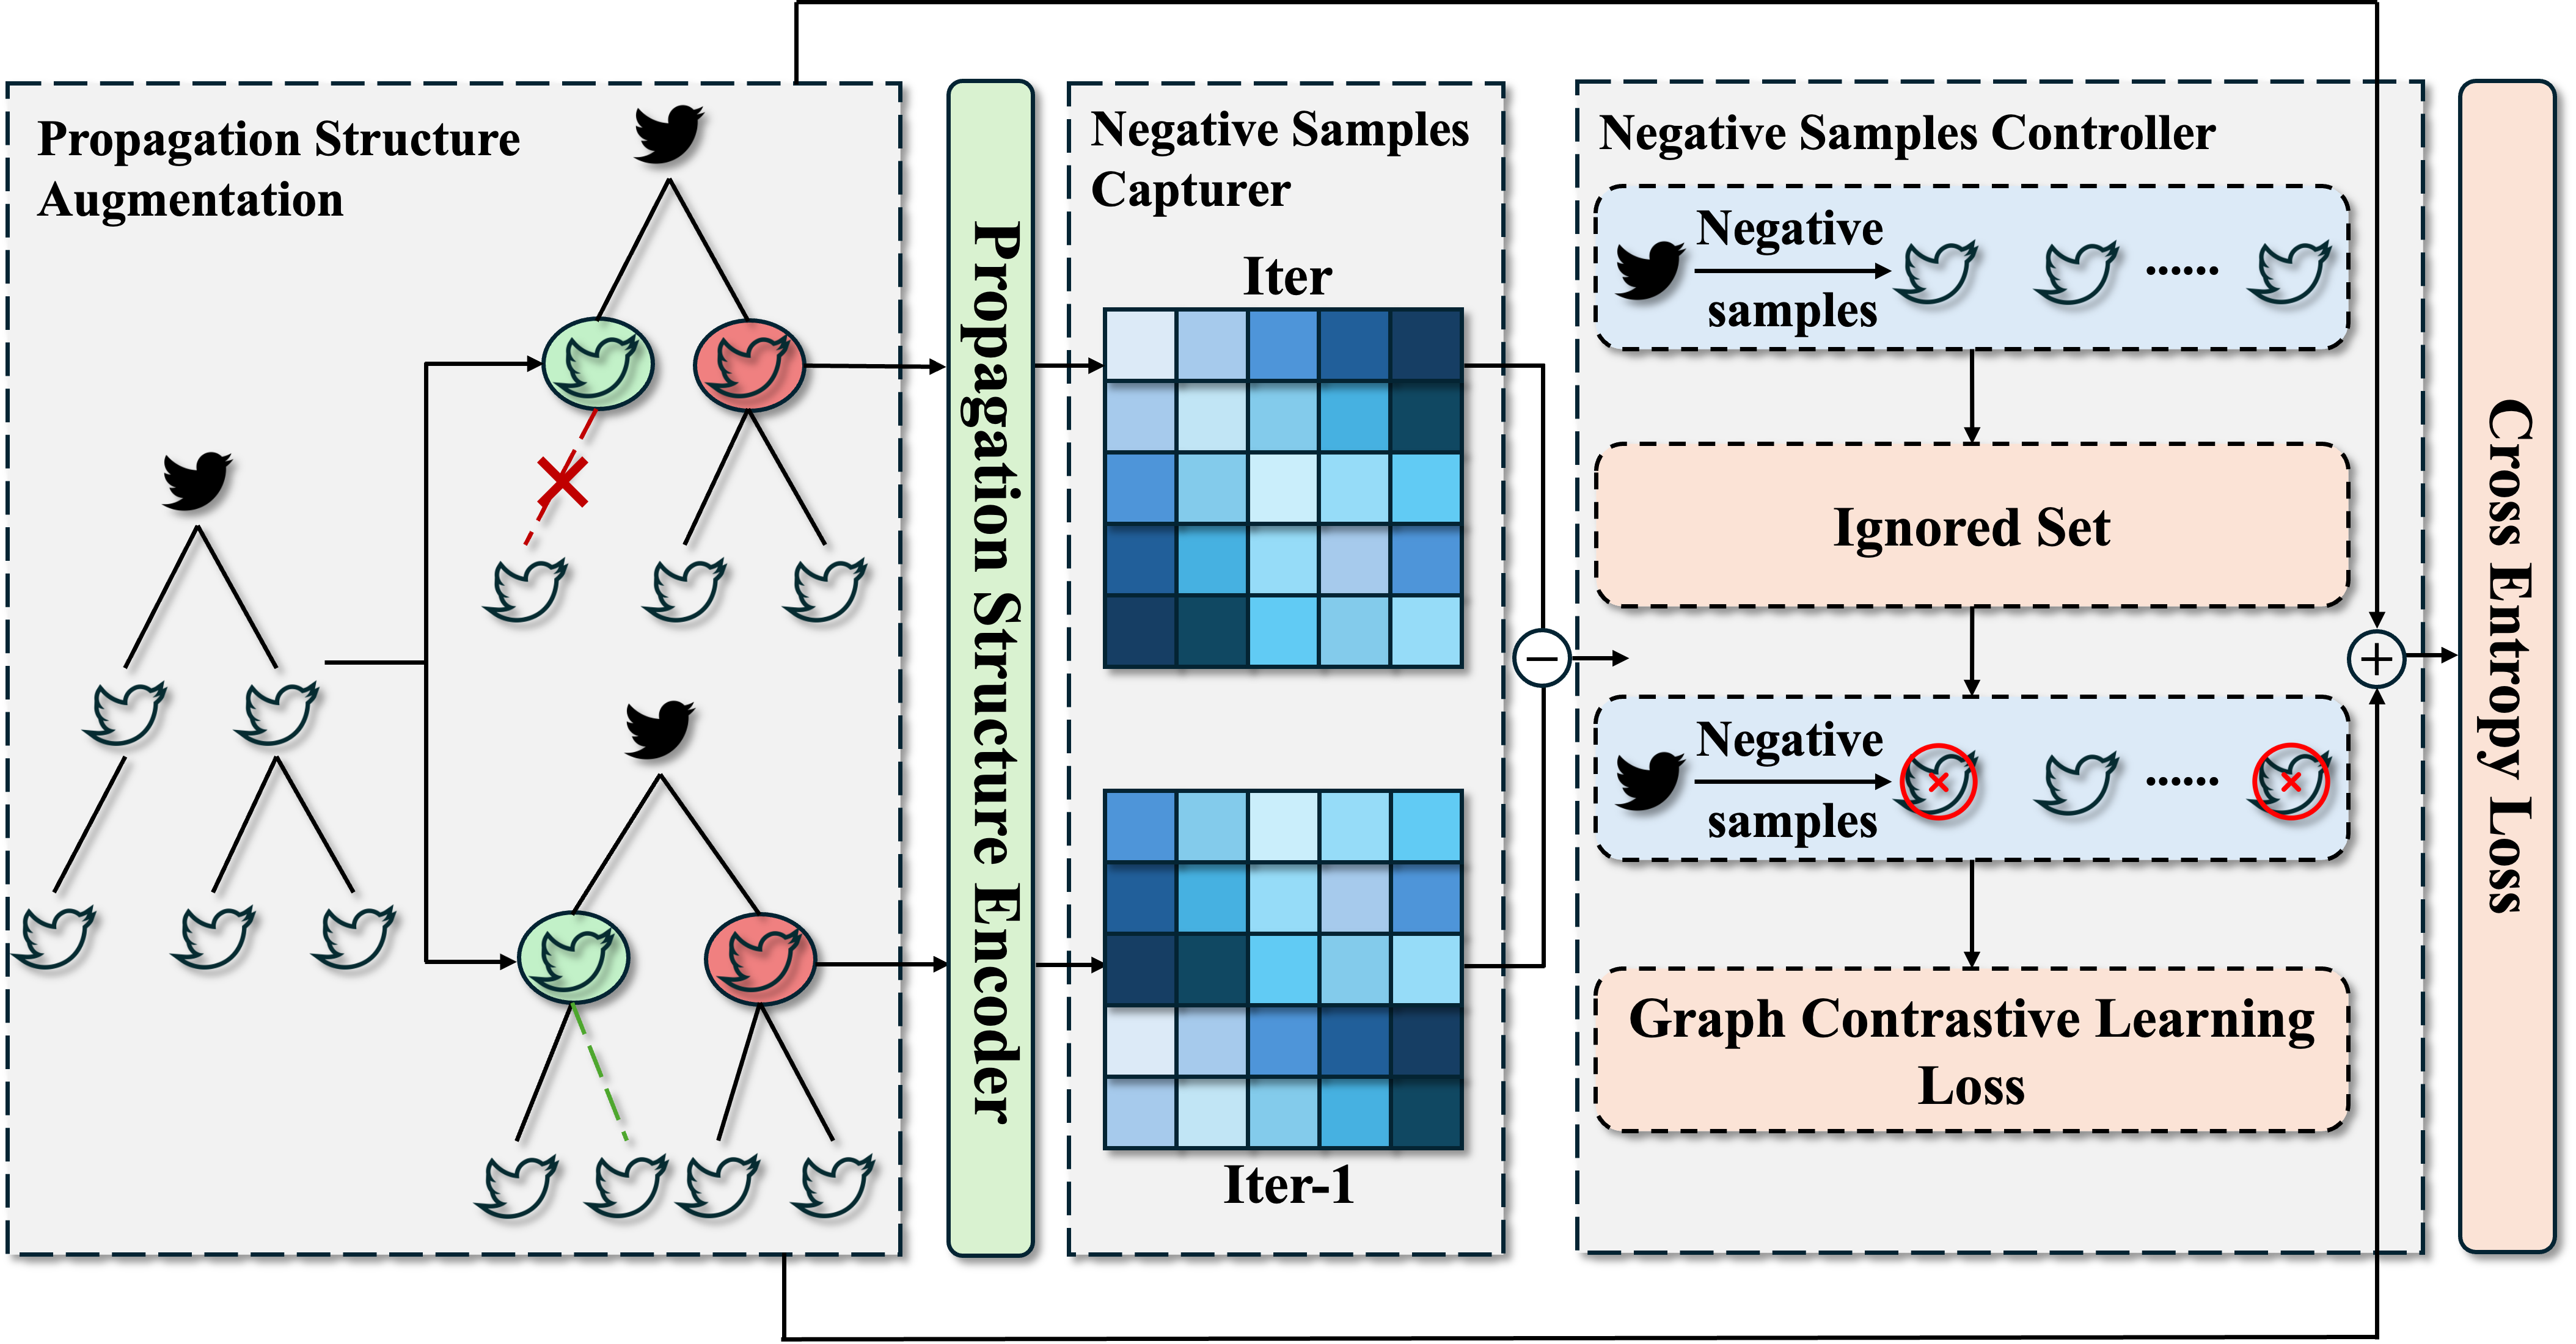 Propagation Structure
Augmentation
Propagation Structure Encoder
Negative Samples
Capturer
Iter
Iter-1
Negative Samples Controller
Negative
samples
Ignored Set
Negative
samples
Graph Contrastive Learning
Loss
Cross Entropy Loss